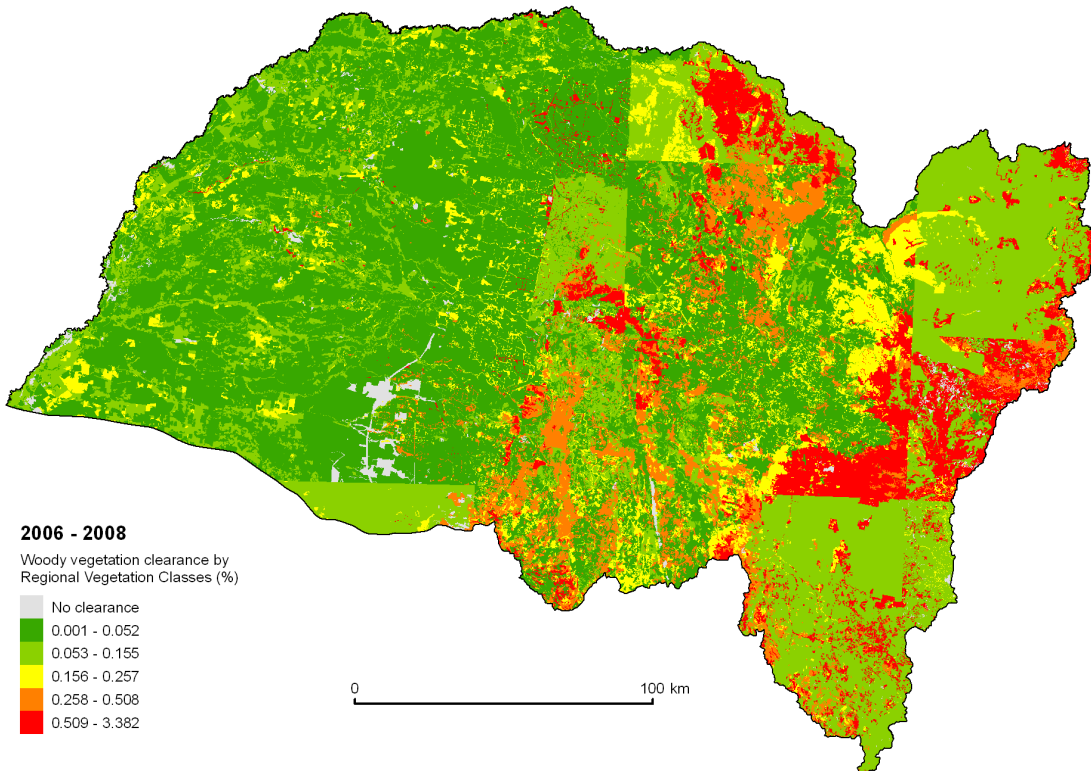 2006 - 2008
Woody vegetation clearance by
Regional Vegetation Classes (%)
No clearance
0.001 - 0.052
0.053 - 0.155
0.156 - 0.257
0.258 - 0.508
0.509 - 3.382
0 100 km